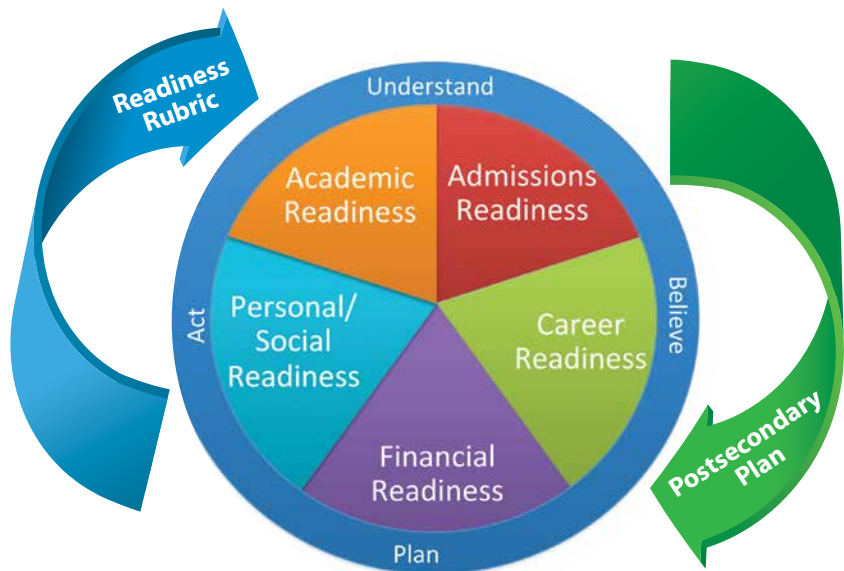 Readiness
Rubric
Understand
Academic
Readiness
Admissions
Readiness
Believe
Act
Personal/
Social
Readiness
Career
Readiness
Financial
Readiness
Plan
Postsecondary
Plan